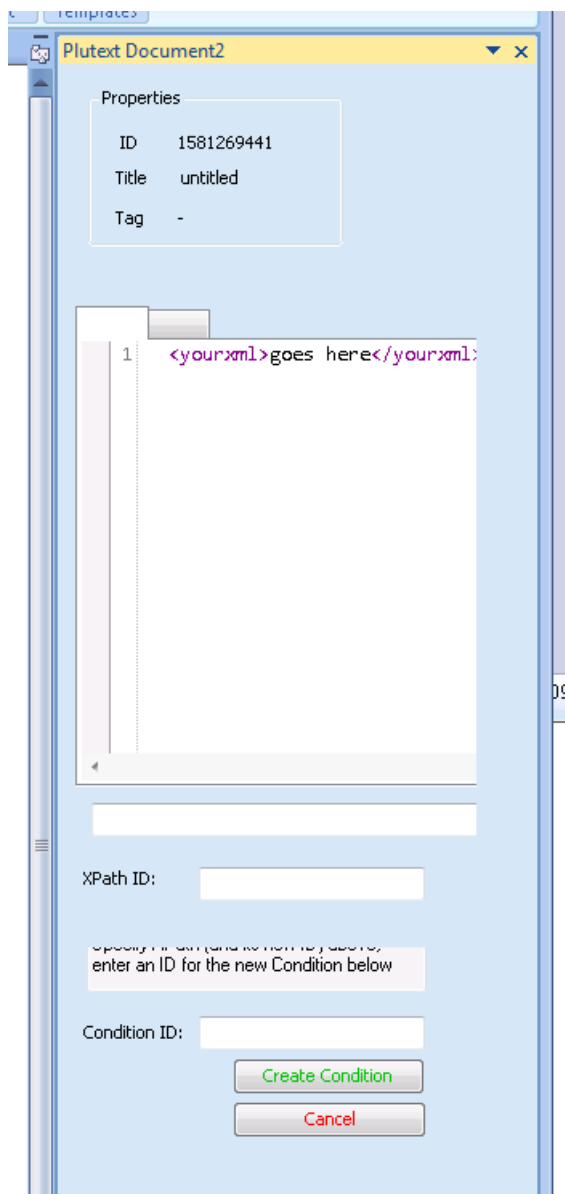 Templates
Plutext Document2
Properties
ID 1581269441
Title untitled
Tag -
1 <yourxml>goes here</yourxml>
XPath ID:
enter an ID for the new Condition below
Condition ID:
Create Condition
Cancel